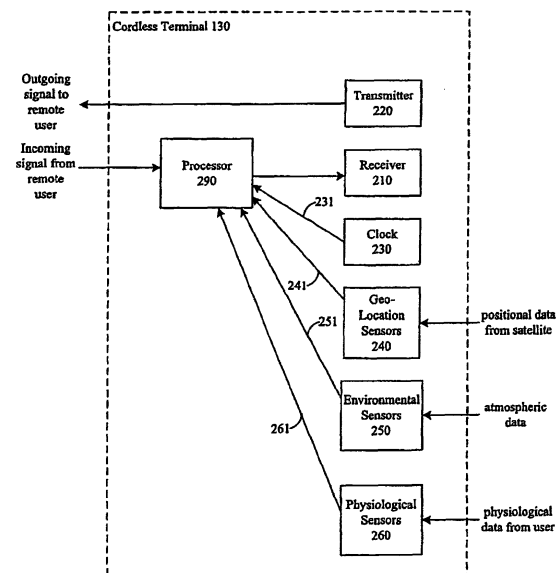 Cordless Terminal 130
Outgoing
signal to
remote
user
Transmitter
220
Incoming
signal from
remote
user
Processor
290
Receiver
210
231
Clock
230
241
251
Geo-
Location
Sensors
240
positional data
from satellite
261
Environmental
Sensors
250
atmospheric
data
Physiological
Sensors
260
physiological
data from user